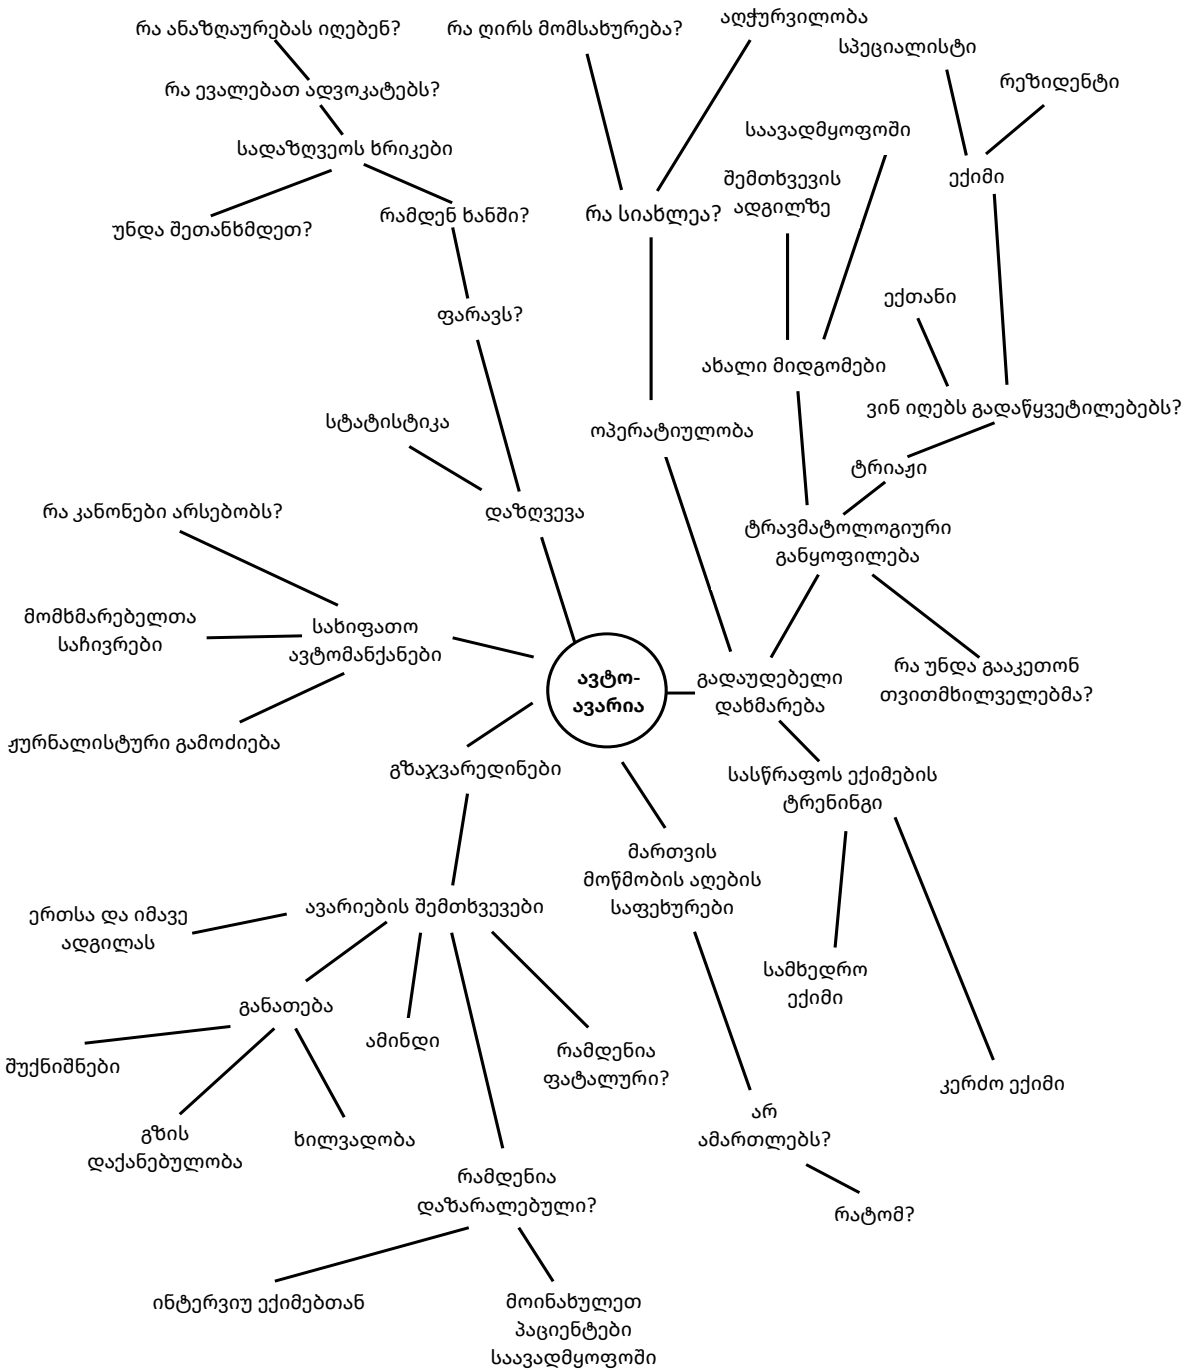 რა ანაზღაურებას იღებენ?
რა ღირს მომსახურება?
აღჭურვილობა
სპეციალისტი
რა ევალებათ ადვოკატებს?
რეზიდენტი
სადაზღვეოს ხრიკები
საავადმყოფოში
შემთხვევის
ადგილზე
ექიმი
უნდა შეთანხმდეთ?
რამდენ ხანში?
რა სიახლეა?
ფარავს?
ექთანი
ახალი მიდგომები
ვინ იღებს გადაწყვეტილებებს?
სტატისტიკა
ოპერატიულობა
ტრიაჟი
რა კანონები არსებობს?
დაზღვევა
ტრავმატოლოგიური
განყოფილება
მომხმარებელთა
საჩივრები
სახიფათო
ავტომანქანები
ავტო-
ავარია
გადაუდებელი
დახმარება
რა უნდა გააკეთონ
თვითმხილველებმა?
ჟურნალისტური გამოძიება
გზაჯვარედინები
სასწრაფოს ექიმების
ტრენინგი
მართვის
მოწმობის აღების
საფეხურები
ერთსა და იმავე
ადგილას
ავარიების შემთხვევები
სამხედრო
ექიმი
განათება
ამინდი
რამდენია
ფატალური?
შუქნიშნები
კერძო ექიმი
გზის
დაქანებულობა
ხილვადობა
არ
ამართლებს?
რამდენია
დაზარალებული?
რატომ?
ინტერვიუ ექიმებთან
მოინახულეთ
პაციენტები
საავადმყოფოში